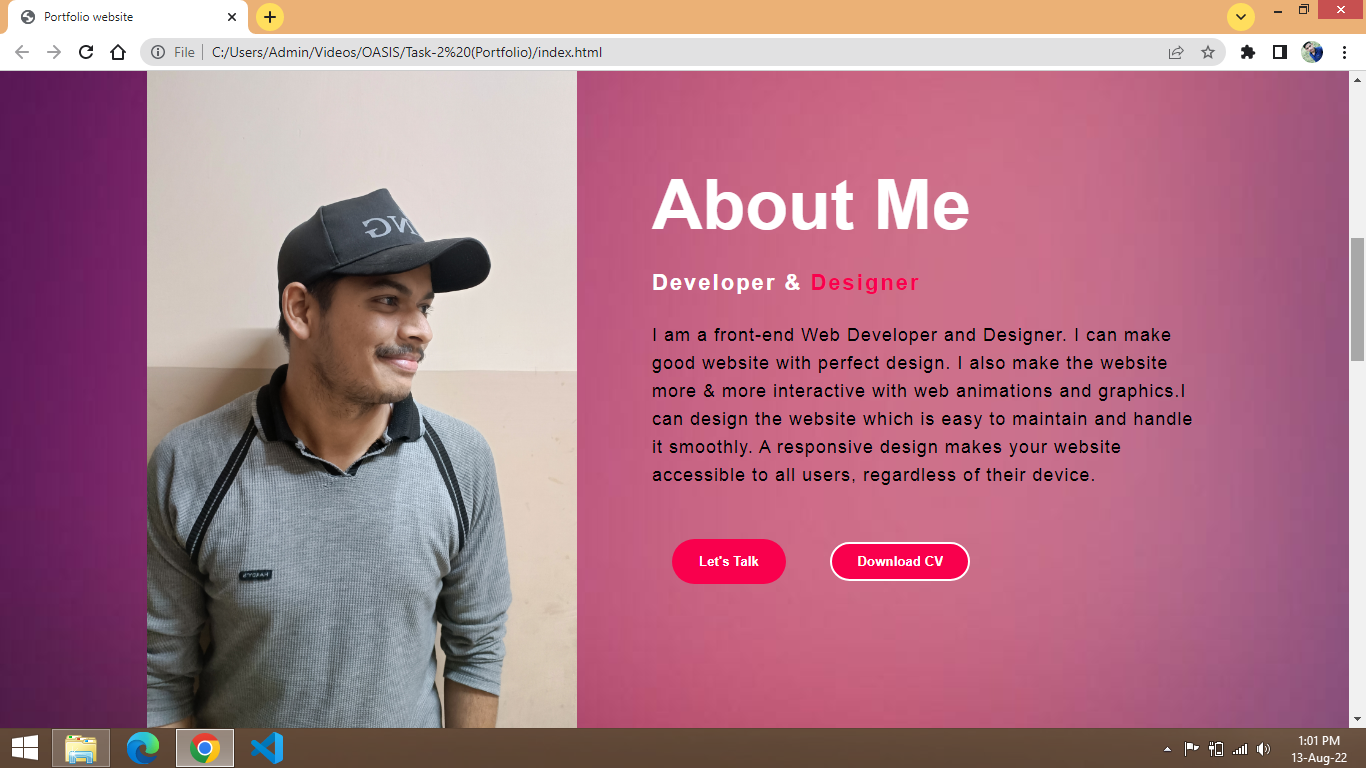 Portfolio website
File
C:/Users/Admin/Videos/OASIS/Task-2%20(Portfolio)/index.html
About Me
Developer & Designer
I am a front-end Web Developer and Designer. I can make
good website with perfect design. I also make the website
more & more interactive with web animations and graphics.I
can design the website which is easy to maintain and handle
it smoothly. A responsive design makes your website
accessible to all users, regardless of their device.
Let's Talk
Download CV
1:01 PM
13-Aug-22